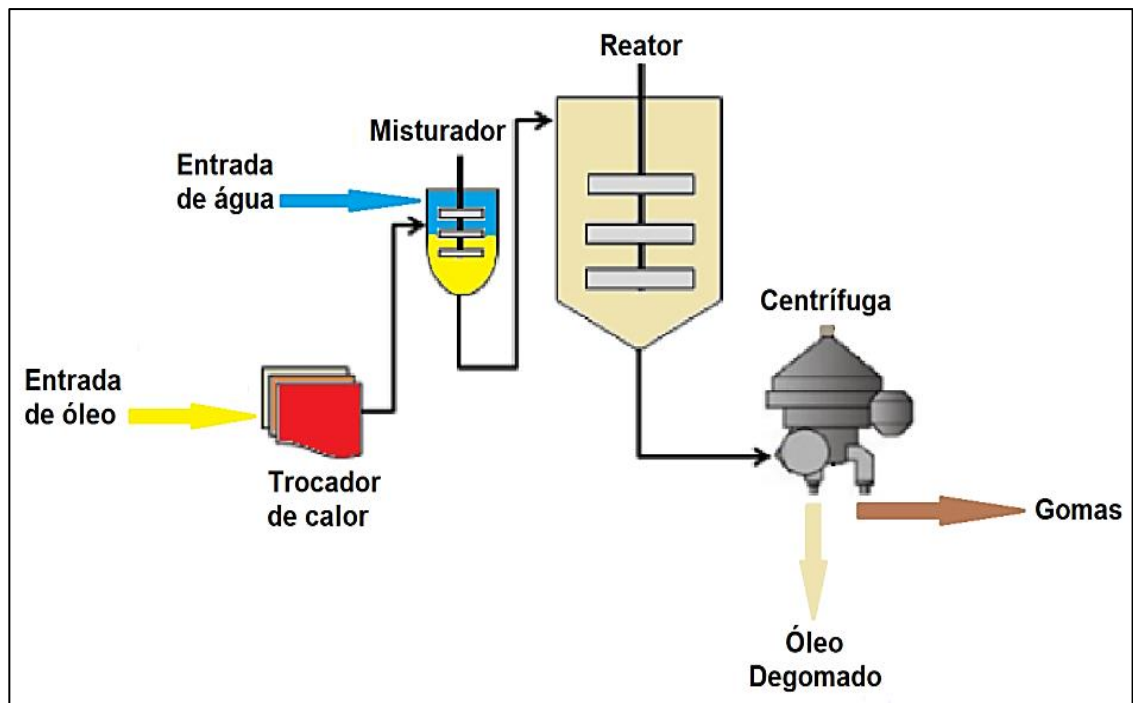 Reator
Misturador
Entrada
de água
Centrífuga
Entrada
de óleo
Trocador
de calor
Gomas
Óleo
Degomado